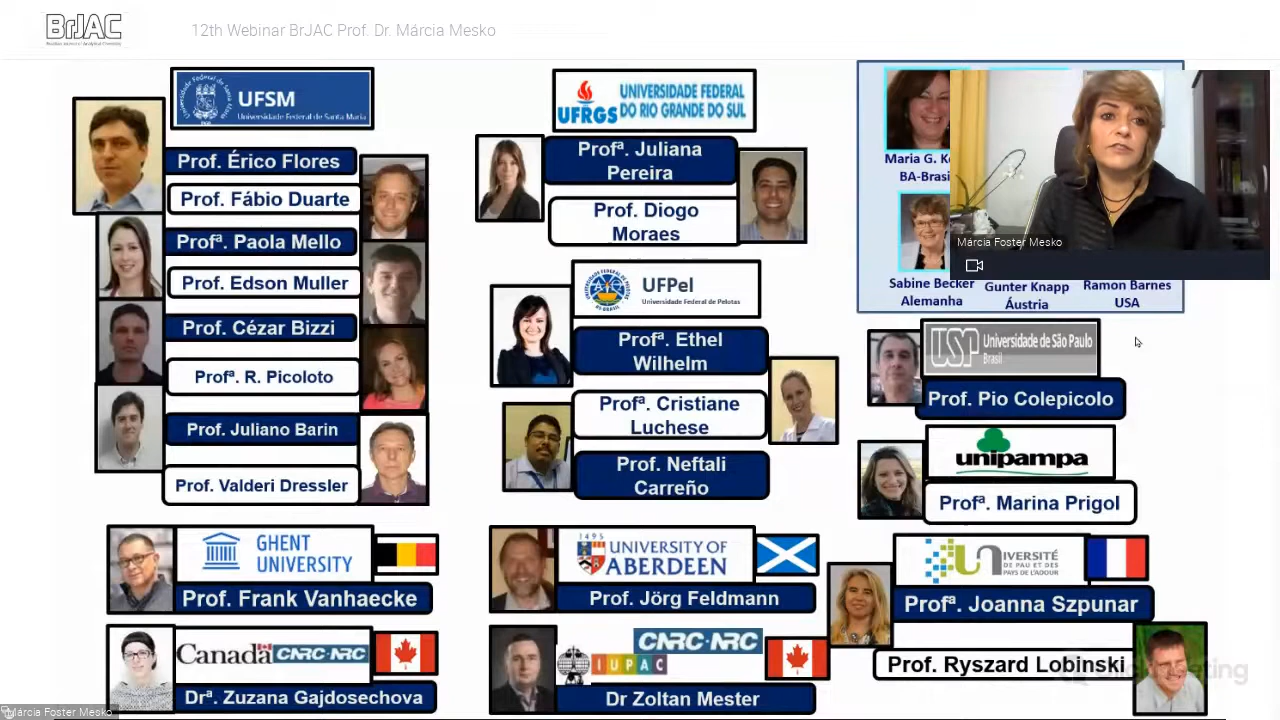 BrJAC
12th Webinar BrJAC Prof. Dr. Márcia Mesko
UFSM
Universidade Federal de Santa Maria
Prof. Érico Flores
Prof. Fábio Duarte
Profª. Paola Mello
Prof. Edson Muller
Prof. Cézar Bizzi
Profª. R. Picoloto
Prof. Juliano Barin
Prof. Valderi Dressler
UFRGS
UNIVERSIDADE FEDERAL
DO RIO GRANDE DO SUL
Profª. Juliana
Pereira
Prof. Diogo
Moraes
UFPel
Universidade Federal de Pelotas
Profª. Ethel
Wilhelm
Profª. Cristiane
Luchese
Prof. Neftali
Carreño
Maria G.
BA-Brasi
Márcia Foster Mesko
Sabine Becker
Alemanha
Gunter Knapp
Áustria
Ramon Barnes
USA
USP
Universidade de São Paulo
Brasil
Prof. Pio Colepicolo
unipampa
Profª. Marina Prigol
GHENT
UNIVERSITY
Prof. Frank Vanhaecke
1495
UNIVERSITY OF
ABERDEEN
Prof. Jörg Feldmann
UNIVERSITÉ
DE PAU ET DES
PAYS DE L'ADOUR
Profª. Joanna Szpunar
Prof. Ryszard Lobinski
Canada CNRC·NRC
Drª. Zuzana Gajdosechova
CNRC·NRC
IUPAC
Dr Zoltan Mester
Márcia Foster Mesko